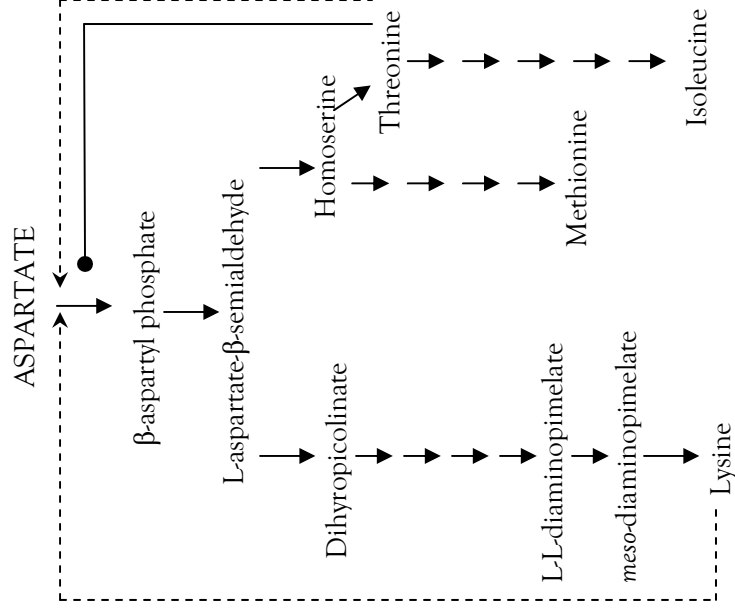 ASPARTATE
β-aspartyl phosphate
L-aspartate-β-semialdehyde
Homoserine
Threonine
Dihyropicolinate
Methionine
Isoleucine
L-L-diaminopimelate
meso-diaminopimelate
Lysine